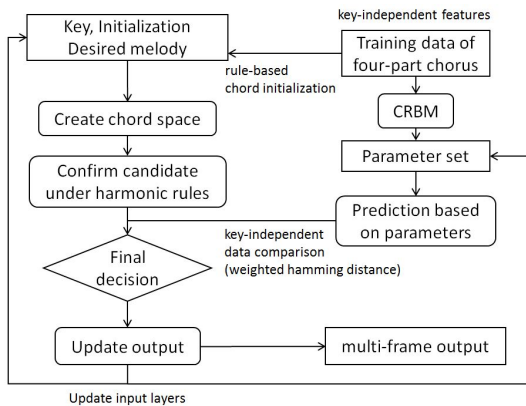 key-independent features
Key, Initialization
Desired melody
Training data of
four-part chorus
rule-based
chord initialization
Create chord space
CRBM
Confirm candidate
under harmonic rules
Parameter set
Prediction based
on parameters
key-independent
data comparison
(weighted hamming distance)
Final
decision
Update output
multi-frame output
Update input layers